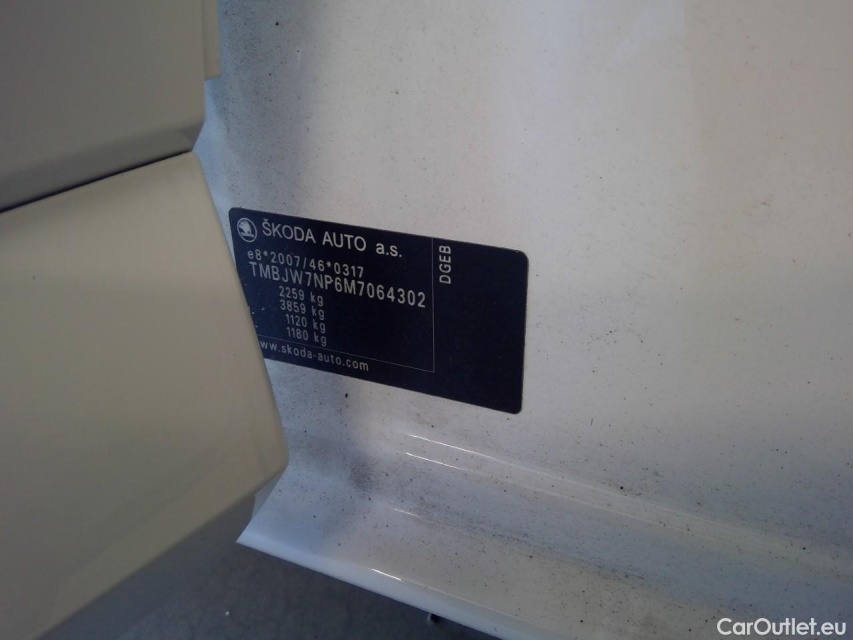 ŠKODA AUTO a.s.
e8*2007/46*0317
TMBJW7NP6M7064302
2259 kg
3859 kg
1120 kg
1180 kg
www.skoda-auto.com
DGEB
CarOutlet.eu